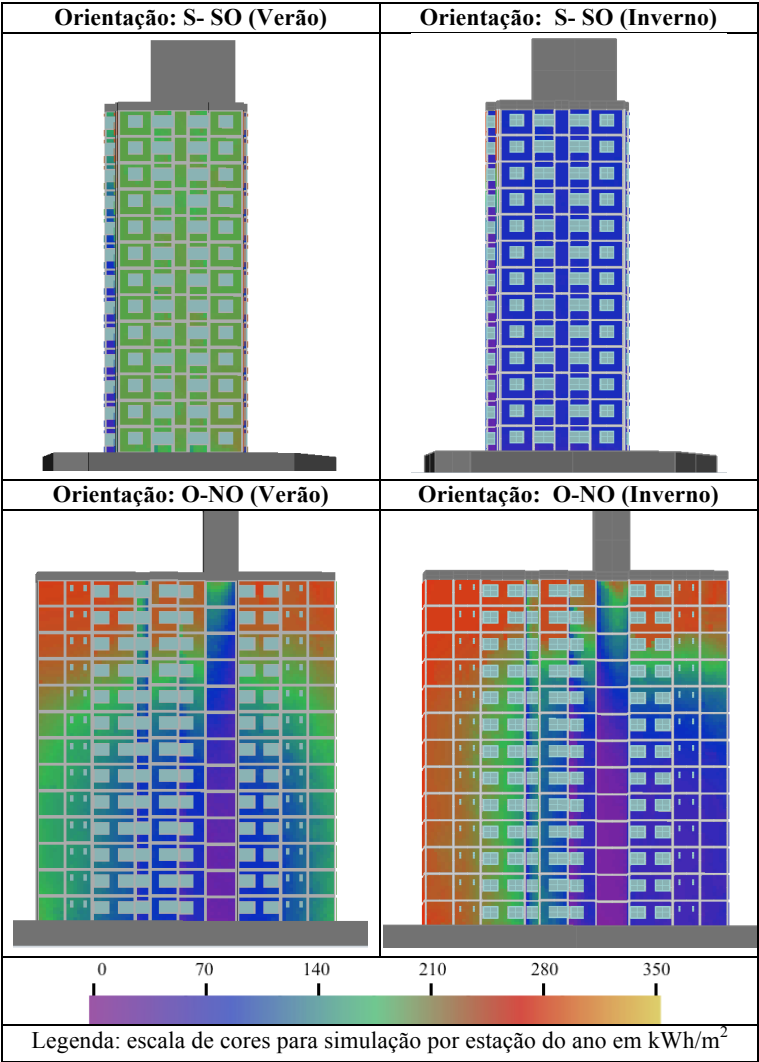 Orientação: S- SO (Verão)
Orientação: S- SO (Inverno)
Orientação: O-NO (Verão)
Orientação: O-NO (Inverno)
0 70 140 210 280 350
Legenda: escala de cores para simulação por estação do ano em kWh/m²